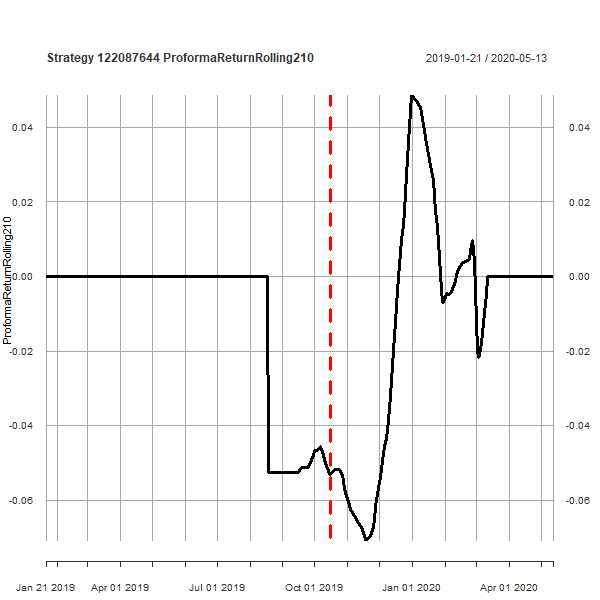 Strategy 122087644 ProformaReturnRolling210 2019-01-21 / 2020-05-13
0.04 0.04
0.02 0.02
0.00 0.00
-0.02 -0.02
-0.04 -0.04
-0.06 -0.06
ProformaReturnRolling210
Jan 21 2019 Apr 01 2019 Jul 01 2019 Oct 01 2019 Jan 01 2020 Apr 01 2020